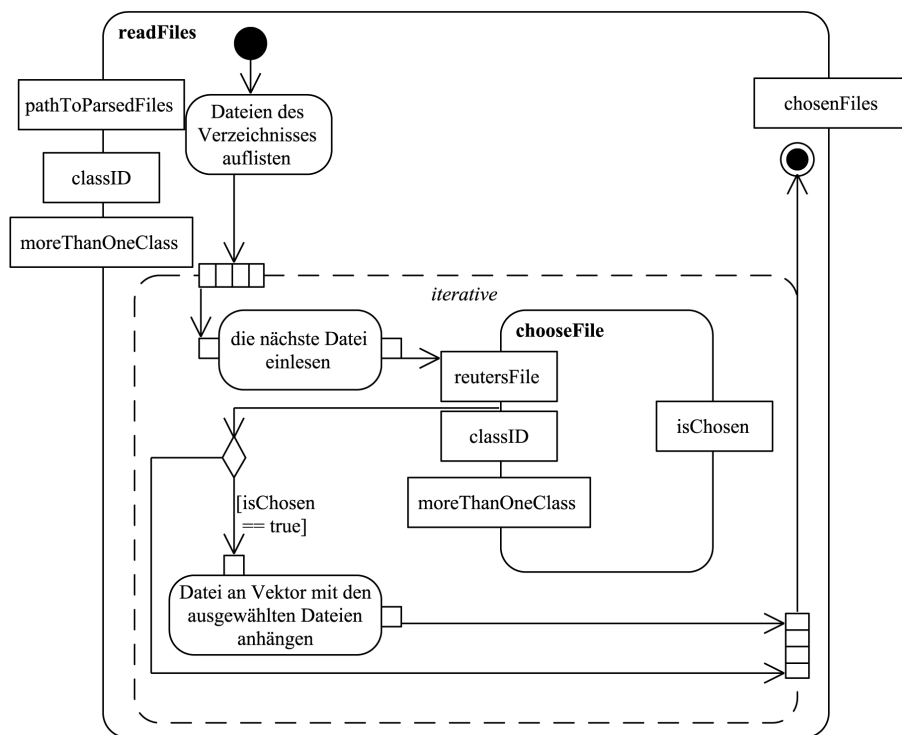 readFiles
pathToParsedFiles
classID
moreThanOneClass
Dateien des
Verzeichnisses
auflisten
chosenFiles
iterative
die nächste Datei
einlesen
chooseFile
reutersFile
classID
moreThanOneClass
isChosen
[isChosen
== true]
Datei an Vektor mit den
ausgewählten Dateien
anhängen